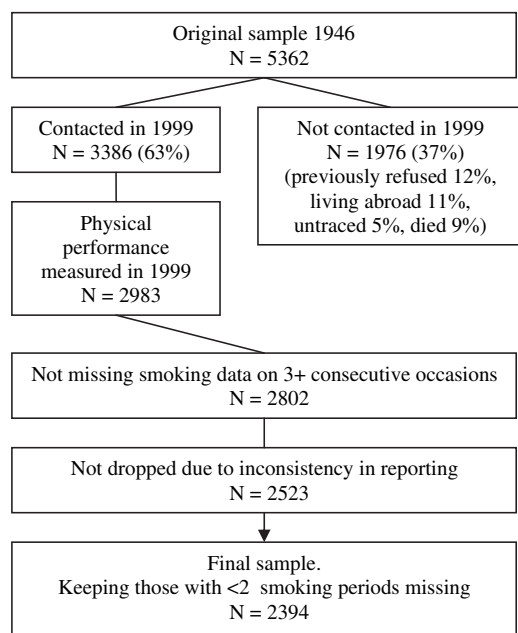 Original sample 1946
N = 5362
Contacted in 1999
N = 3386 (63%)
Not contacted in 1999
N = 1976 (37%)
(previously refused 12%,
living abroad 11%,
untraced 5%, died 9%)
Physical
performance
measured in 1999
N = 2983
Not missing smoking data on 3+ consecutive occasions
N = 2802
Not dropped due to inconsistency in reporting
N = 2523
Final sample.
Keeping those with <2 smoking periods missing
N = 2394